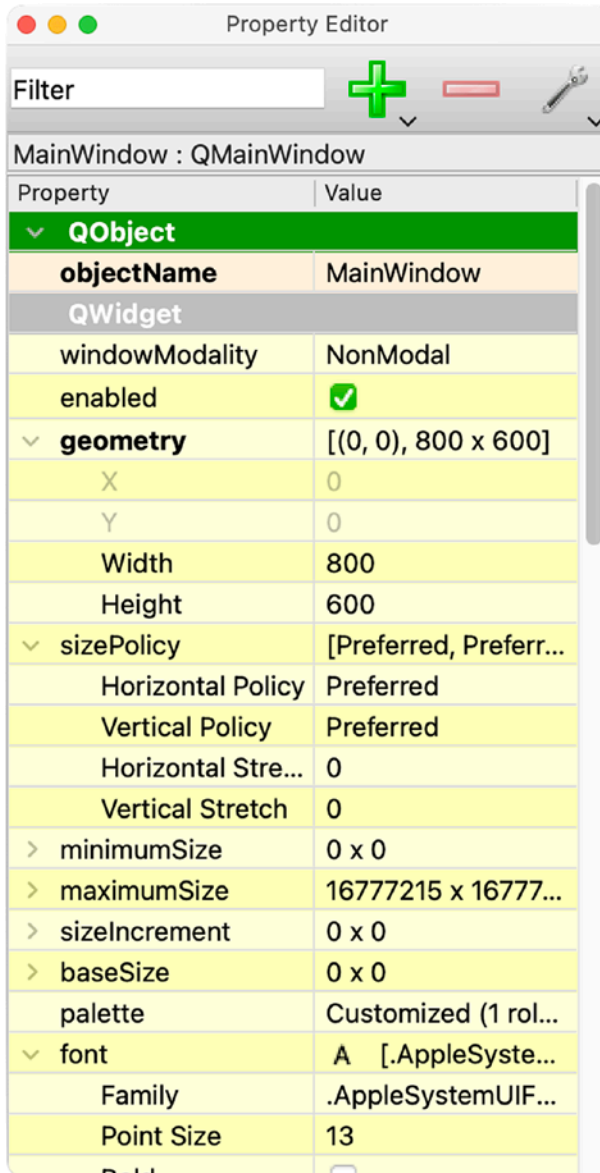 Property Editor
Filter
MainWindow : QMainWindow
Property Value
QObject
objectName MainWindow
QWidget
windowModality NonModal
enabled
geometry [(0, 0), 800 x 600]
X 0
Y 0
Width 800
Height 600
sizePolicy [Preferred, Preferr...
Horizontal Policy Preferred
Vertical Policy Preferred
Horizontal Stre... 0
Vertical Stretch 0
minimumSize 0 x 0
maximumSize 16777215 x 16777...
sizeIncrement 0 x 0
baseSize 0 x 0
palette Customized (1 rol...
font A [.AppleSyste...
Family .AppleSystemUIF...
Point Size 13